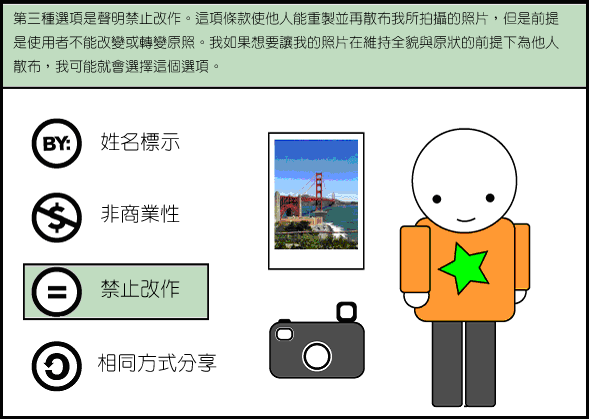 第三種選項是聲明禁止改作。這項條款使他人能重製並再散布我所拍攝的照片，但是前提
是使用者不能改變或轉變原照。我如果想要讓我的照片在維持全貌與原狀的前提下為他人
散布，我可能就會選擇這個選項。
BY: 姓名標示
$ 非商業性
= 禁止改作
相同方式分享